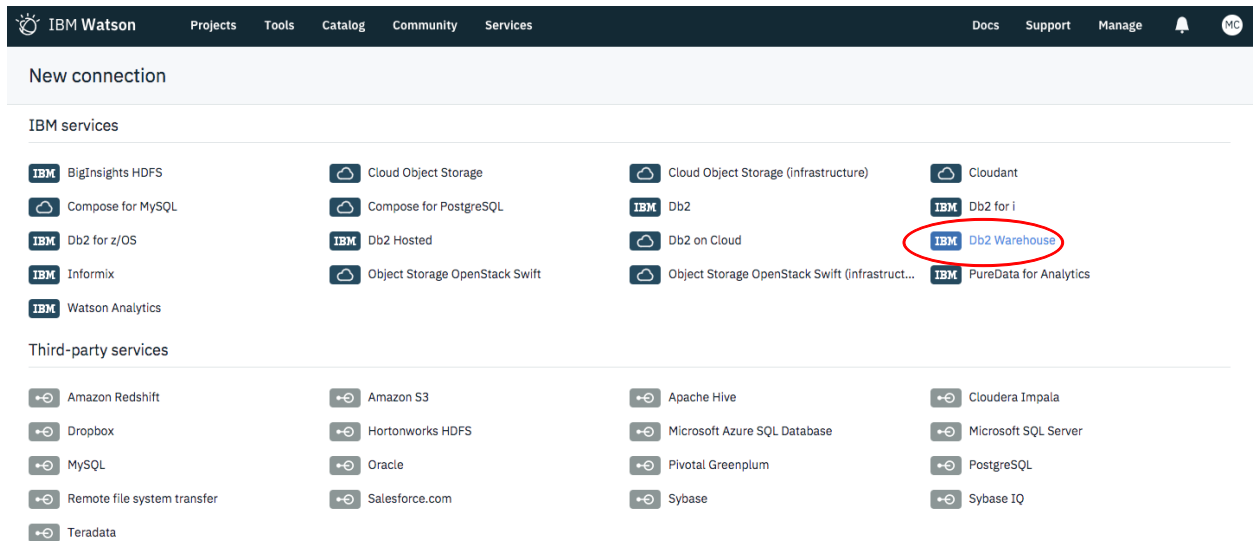 IBM Watson Projects Tools Catalog Community Services Docs Support Manage MC
New connection
IBM services
IBM BigInsights HDFS Cloud Object Storage Cloud Object Storage (infrastructure) Cloudant
Compose for MySQL Compose for PostgreSQL IBM Db2 IBM Db2 for i
IBM Db2 for z/OS IBM Db2 Hosted Db2 on Cloud IBM Db2 Warehouse
IBM Informix Object Storage OpenStack Swift Object Storage OpenStack Swift (infrastruct... IBM PureData for Analytics
IBM Watson Analytics
Third-party services
Amazon Redshift Amazon S3 Apache Hive Cloudera Impala
Dropbox Hortonworks HDFS Microsoft Azure SQL Database Microsoft SQL Server
MySQL Oracle Pivotal Greenplum PostgreSQL
Remote file system transfer Salesforce.com Sybase Sybase IQ
Teradata